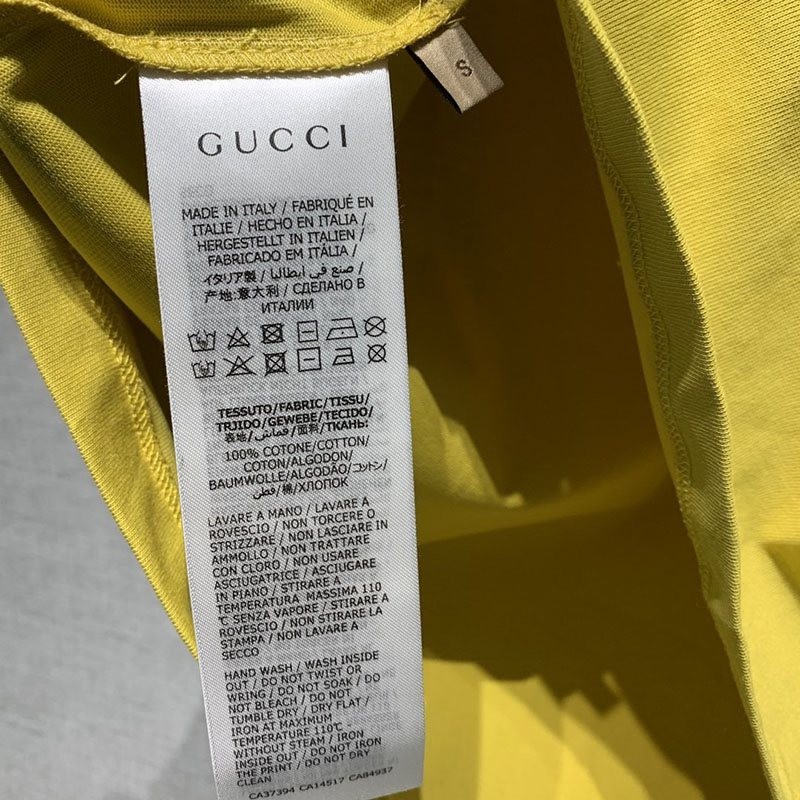 S
GUCCI
MADE IN ITALY / FABRIQUÉ EN
ITALIE / HECHO EN ITALIA /
HERGESTELLT IN ITALIEN /
FABRICADO EM ITÁLIA /
イタリア製 / صنع في ايطاليا /
产地:意大利 / СДЕЛАНО В
ИТАЛИИ
TESSUTO/FABRIC/TISSU/
TRJIDO/GEWEBE/TECIDO/
表地/قماش/面料/ТКАНЬ:
100% COTONE/COTTON/
COTON/ALGODON/
BAUMWOLLE/ALGODÃO/コットン/
قطن/棉/ХЛОПОК
LAVARE A MANO / LAVARE A
ROVESCIO / NON TORCERE O
STRIZZARE / NON LASCIARE IN
AMMOLLO / NON TRATTARE
CON CLORO / NON USARE
ASCIUGATRICE / ASCIUGARE
IN PIANO / STIRARE A
TEMPERATURA MASSIMA 110
℃ SENZA VAPORE / STIRARE A
ROVESCIO / NON STIRARE LA
STAMPA / NON LAVARE A
SECCO
HAND WASH / WASH INSIDE
OUT / DO NOT TWIST OR
WRING / DO NOT SOAK / DO
NOT BLEACH / DO NOT
TUMBLE DRY / DRY FLAT /
IRON AT MAXIMUM
TEMPERATURE 110℃
WITHOUT STEAM / IRON
INSIDE OUT/DO NOT IRON
THE PRINT / DO NOT DRY
CLEAN
CA37394 CA14517 CA84937